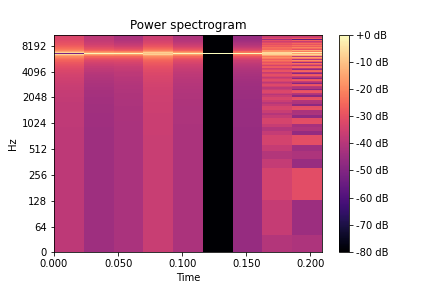 Power spectrogram
8192
4096
2048
1024
512
256
128
64
0
Hz
0.000 0.050 0.100 0.150 0.200
Time
+0 dB
-10 dB
-20 dB
-30 dB
-40 dB
-50 dB
-60 dB
-70 dB
-80 dB